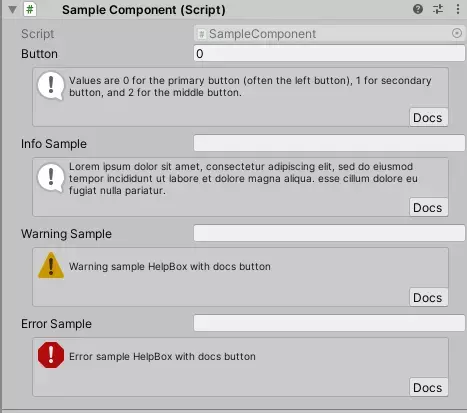 # Sample Component (Script)
Script # SampleComponent
Button 0
Values are 0 for the primary button (often the left button), 1 for secondary
button, and 2 for the middle button.
Docs
Info Sample
Lorem ipsum dolor sit amet, consectetur adipiscing elit, sed do eiusmod
tempor incididunt ut labore et dolore magna aliqua. esse cillum dolore eu
fugiat nulla pariatur.
Docs
Warning Sample
Warning sample HelpBox with docs button
Docs
Error Sample
Error sample HelpBox with docs button
Docs